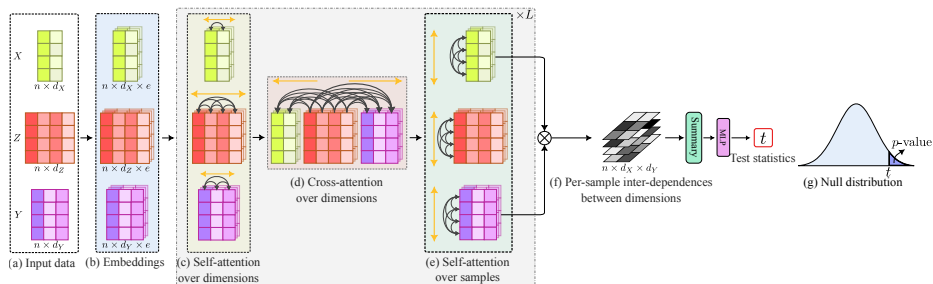 × L
X
n × d_X
n × d_X × e
Z
n × d_Z
n × d_Z × e
Y
n × d_Y
n × d_Y × e
(a) Input data
(b) Embeddings
(c) Self-attention
over dimensions
(d) Cross-attention
over dimensions
(e) Self-attention
over samples
⊗
n × d_X × d_Y
(f) Per-sample inter-dependences
between dimensions
Summary
MLP
t
Test statistics
p-value
t
(g) Null distribution